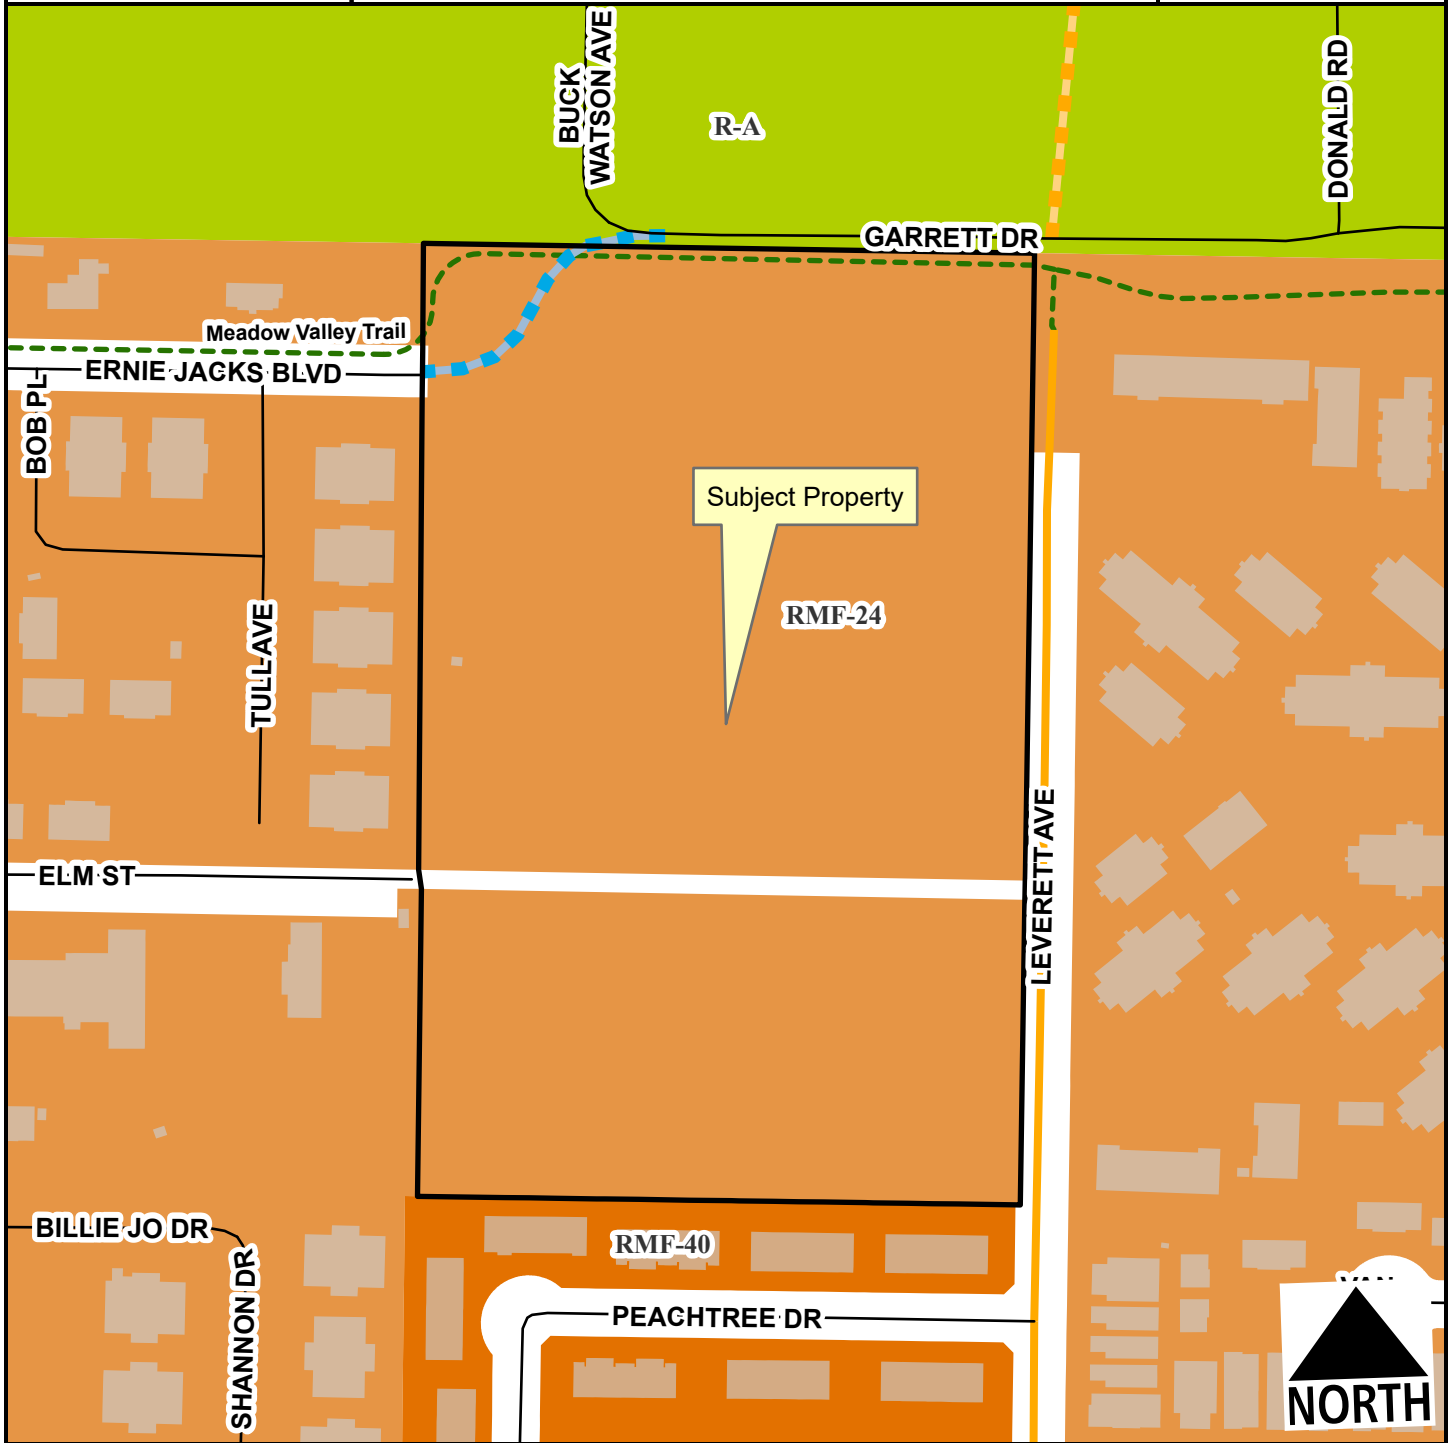 BUCK
WATSON AVE
R-A
DONALD RD
GARRETT DR
Meadow Valley Trail
ERNIE JACKS BLVD
BOB PL
Subject Property
RMF-24
TULL AVE
LEVERETT AVE
ELM ST
BILLIE JO DR
SHANNON DR
RMF-40
PEACHTREE DR
VAN
NORTH